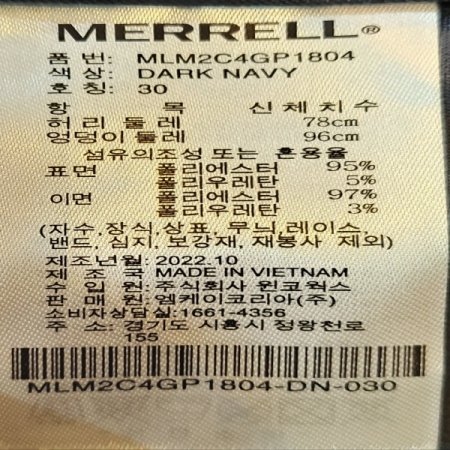 MERRELL®
품 번: MLM2C4GP1804
색 상: DARK NAVY
호 칭: 30
항 목 신체치수
허리 둘레 78cm
엉덩이 둘레 96cm
섬유의조성 또는 혼용율
표면 폴리에스터 95%
폴리우레탄 5%
이면 폴리에스터 97%
폴리우레탄 3%
(자수,장식,상표, 무늬,레이스,
밴드, 심지, 보강재, 재봉사 제외)
제조년월: 2022.10
제 조 국 MADE IN VIETNAM
수 입 원: 주식회사 윈코웍스
판 매 원: 엠케이코리아(주)
소비자상담실:1661-4356
주 소: 경기도 시흥시 정왕천로
155
MLM2C4GP1804-DN-030